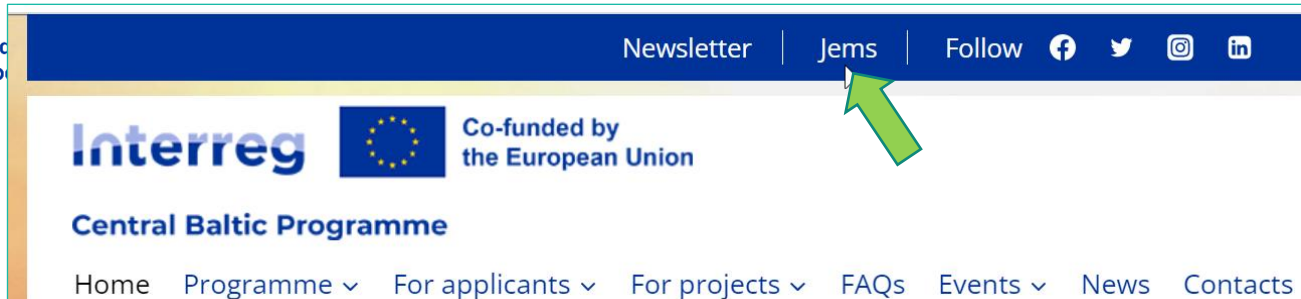 Newsletter | Jems | Follow
Interreg
Co-funded by
the European Union
Central Baltic Programme
Home Programme For applicants For projects FAQs Events News Contacts